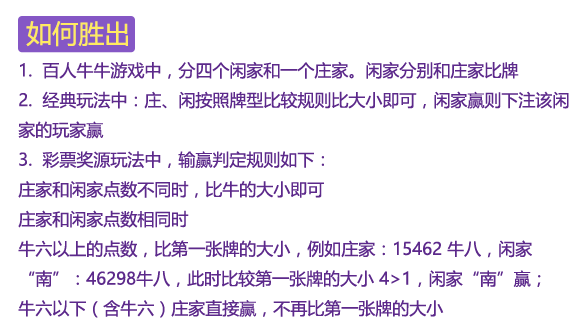 如何胜出
1. 百人牛牛游戏中，分四个闲家和一个庄家。闲家分别和庄家比牌
2. 经典玩法中：庄、闲按照牌型比较规则比大小即可，闲家赢则下注该闲
家的玩家赢
3. 彩票奖源玩法中，输赢判定规则如下：
庄家和闲家点数不同时，比牛的大小即可
庄家和闲家点数相同时
牛六以上的点数，比第一张牌的大小，例如庄家：15462 牛八，闲家
“南”：46298牛八，此时比较第一张牌的大小 4>1，闲家“南”赢；
牛六以下（含牛六）庄家直接赢，不再比第一张牌的大小